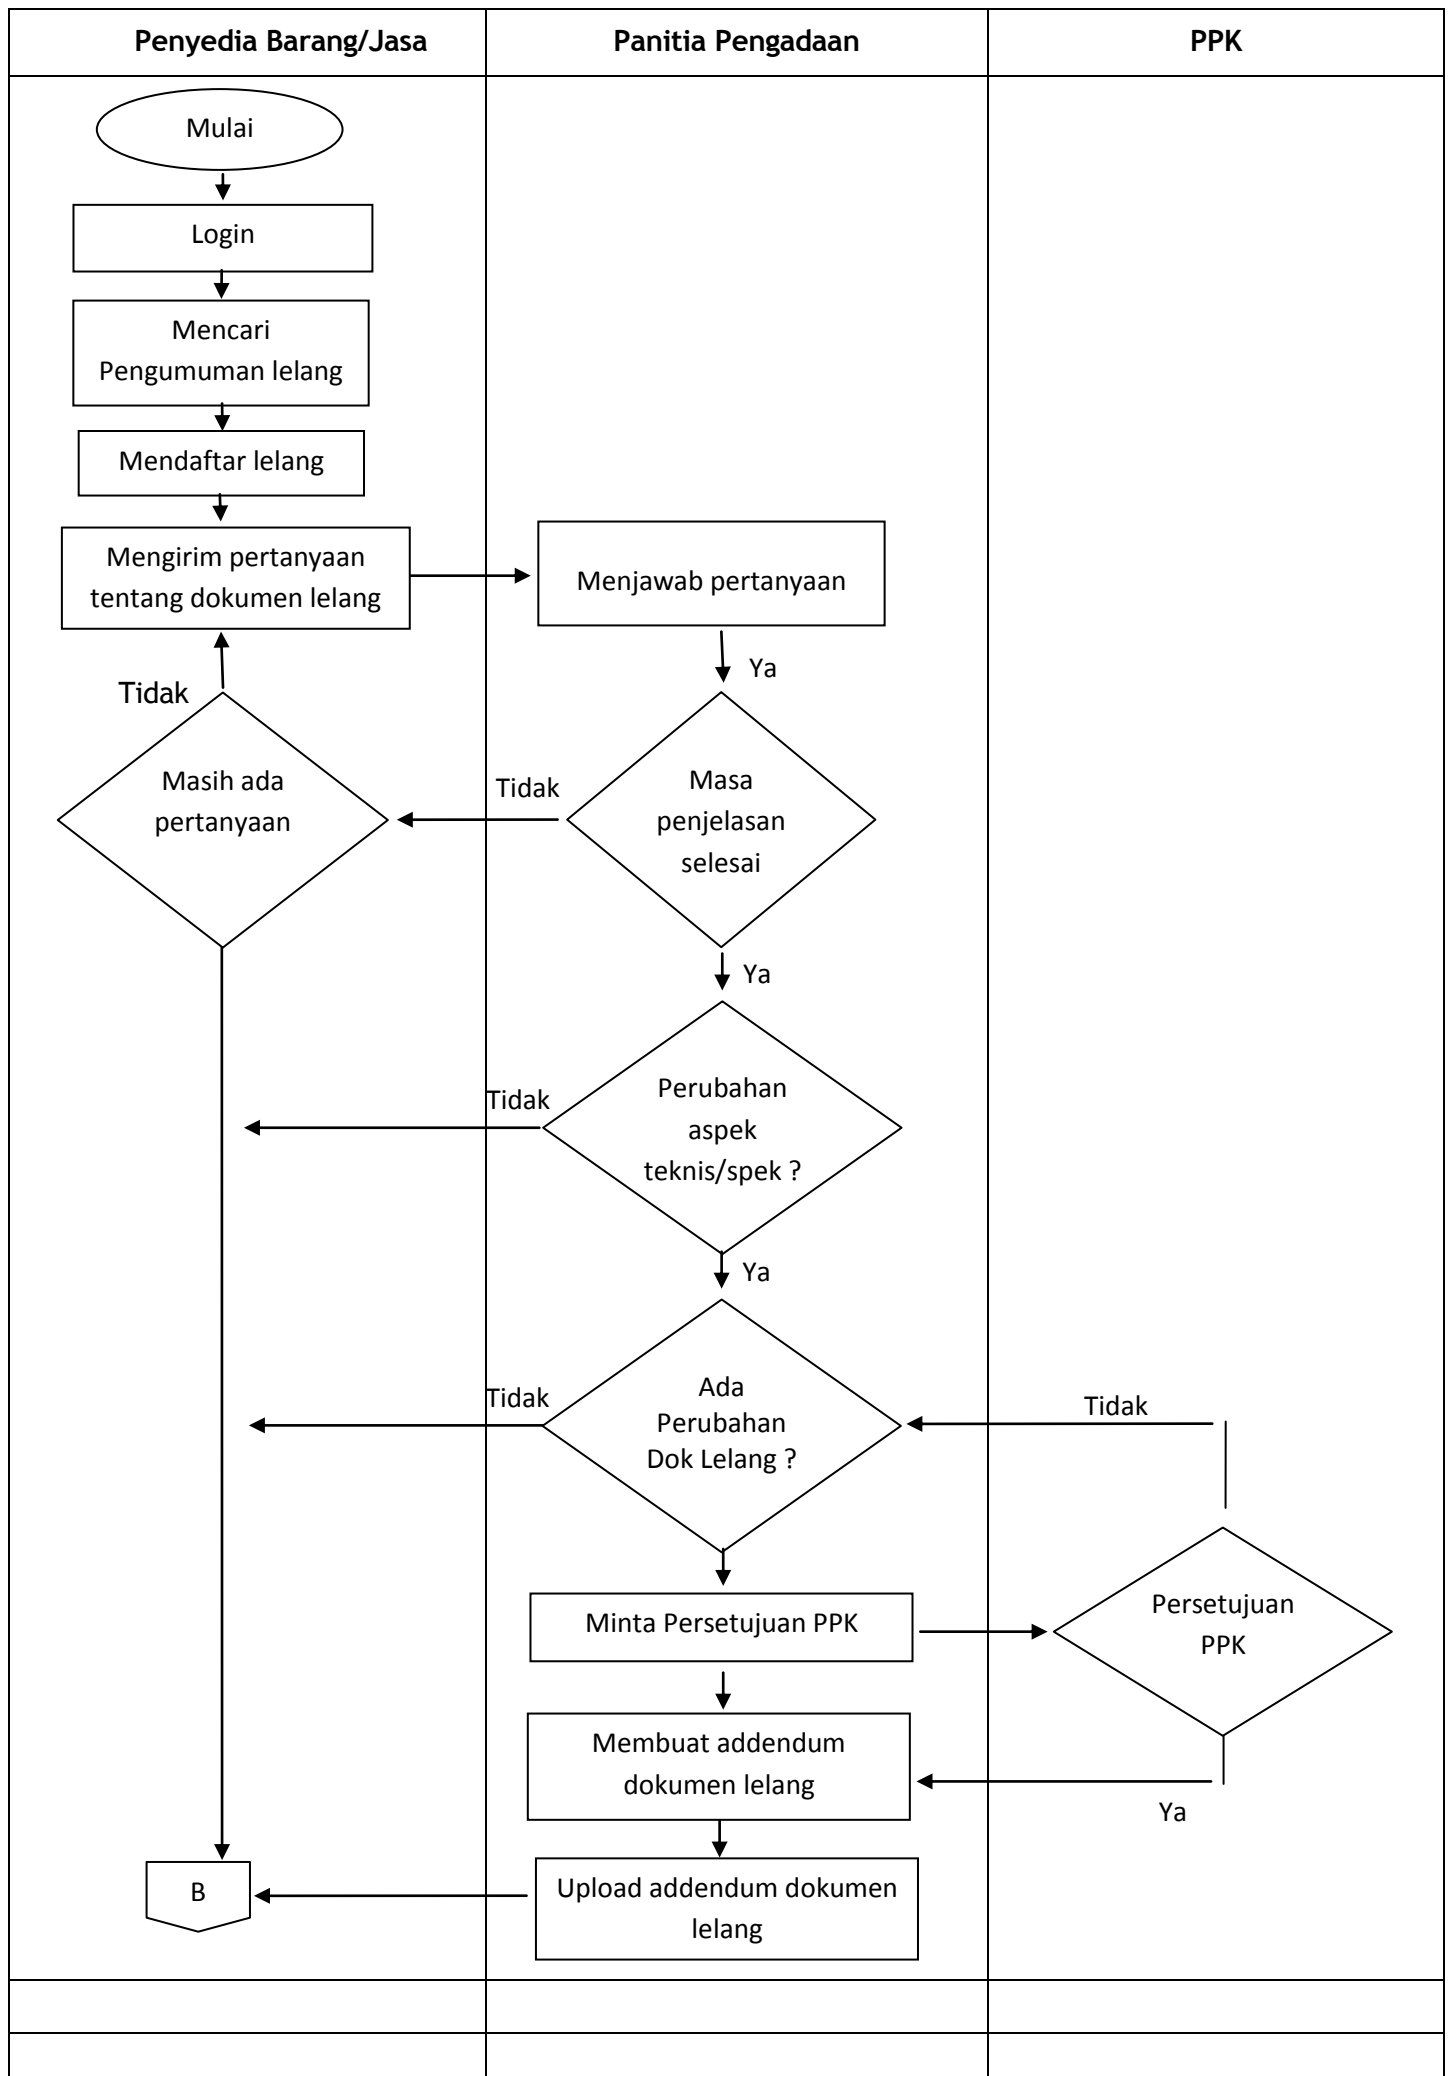 Penyedia Barang/Jasa
Panitia Pengadaan
PPK
Mulai
Login
Mencari
Pengumuman lelang
Mendaftar lelang
Mengirim pertanyaan
tentang dokumen lelang
Menjawab pertanyaan
Ya
Tidak
Masih ada
pertanyaan
Tidak
Masa
penjelasan
selesai
Ya
Tidak
Perubahan
aspek
teknis/spek ?
Ya
Tidak
Ada
Perubahan
Dok Lelang ?
Tidak
Minta Persetujuan PPK
Persetujuan
PPK
Membuat addendum
dokumen lelang
Ya
B
Upload addendum dokumen
lelang